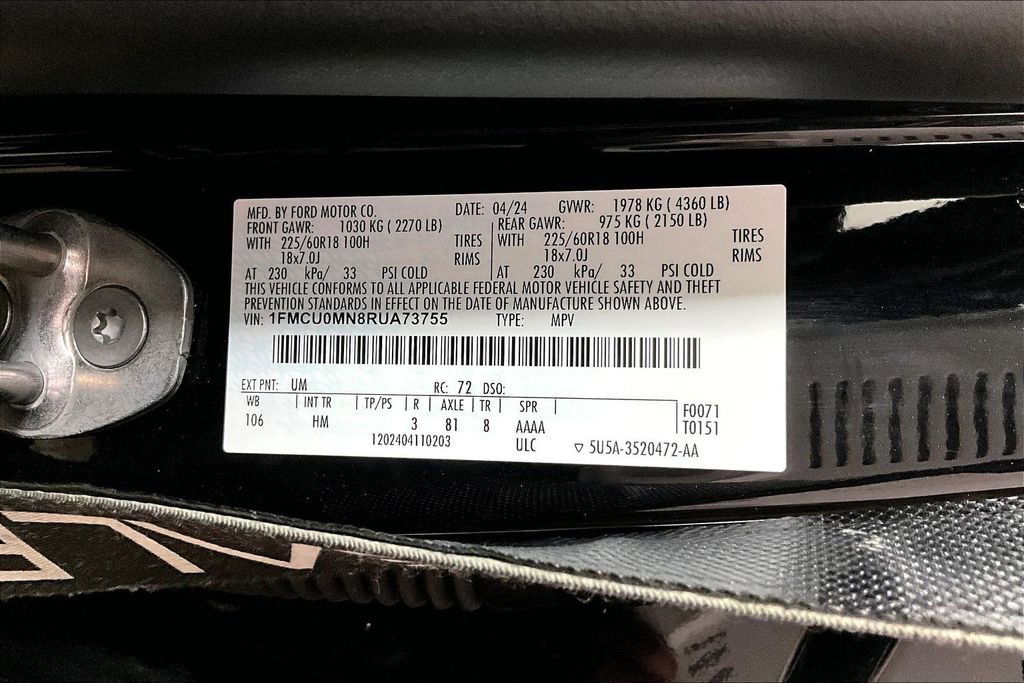 MFD. BY FORD MOTOR CO. DATE: 04/24 GVWR: 1978 KG ( 4360 LB)
FRONT GAWR: 1030 KG ( 2270 LB) REAR GAWR: 975 KG ( 2150 LB)
WITH 225/60R18 100H TIRES WITH 225/60R18 100H TIRES
18x7.0J RIMS 18x7.0J RIMS
AT 230 kPa/ 33 PSI COLD AT 230 kPa/ 33 PSI COLD
THIS VEHICLE CONFORMS TO ALL APPLICABLE FEDERAL MOTOR VEHICLE SAFETY AND THEFT
PREVENTION STANDARDS IN EFFECT ON THE DATE OF MANUFACTURE SHOWN ABOVE.
VIN: 1FMCU0MN8RUA73755 TYPE: MPV
EXT PNT: UM RC: 72 DSO:
WB INT TR TP/PS R AXLE TR SPR F0071
106 HM 3 81 8 AAAA T0151
1202404110203 ULC ▽ 5U5A-3520472-AA